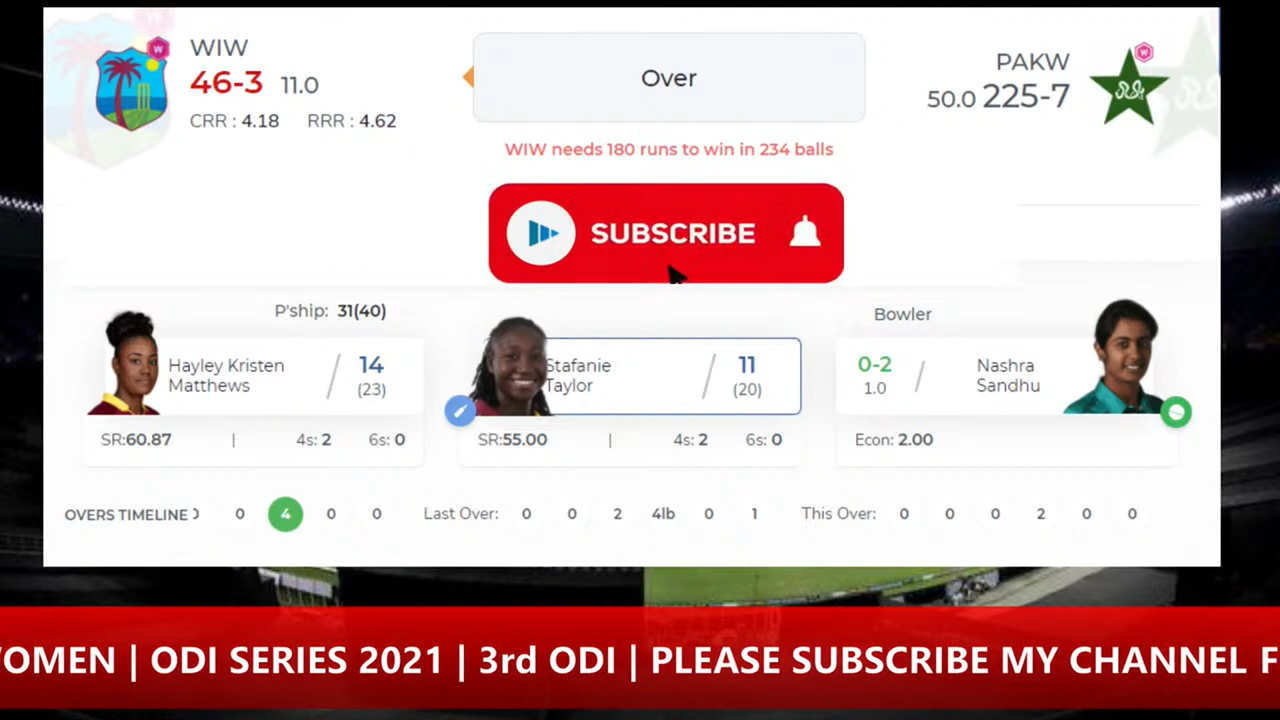 WIW
46-3 11.0
CRR : 4.18 RRR : 4.62
Over
PAKW
50.0 225-7
WIW needs 180 runs to win in 234 balls
SUBSCRIBE
P'ship: 31(40)
Bowler
Hayley Kristen Matthews / 14 (23)
Stafanie Taylor / 11 (20)
0-2 1.0 / Nashra Sandhu
SR:60.87 | 4s: 2 6s: 0
SR:55.00 | 4s: 2 6s: 0
Econ: 2.00
OVERS TIMELINE 0 4 0 0 Last Over: 0 0 2 4lb 0 1 This Over: 0 0 0 2 0 0
OMEN | ODI SERIES 2021 | 3rd ODI | PLEASE SUBSCRIBE MY CHANNEL F